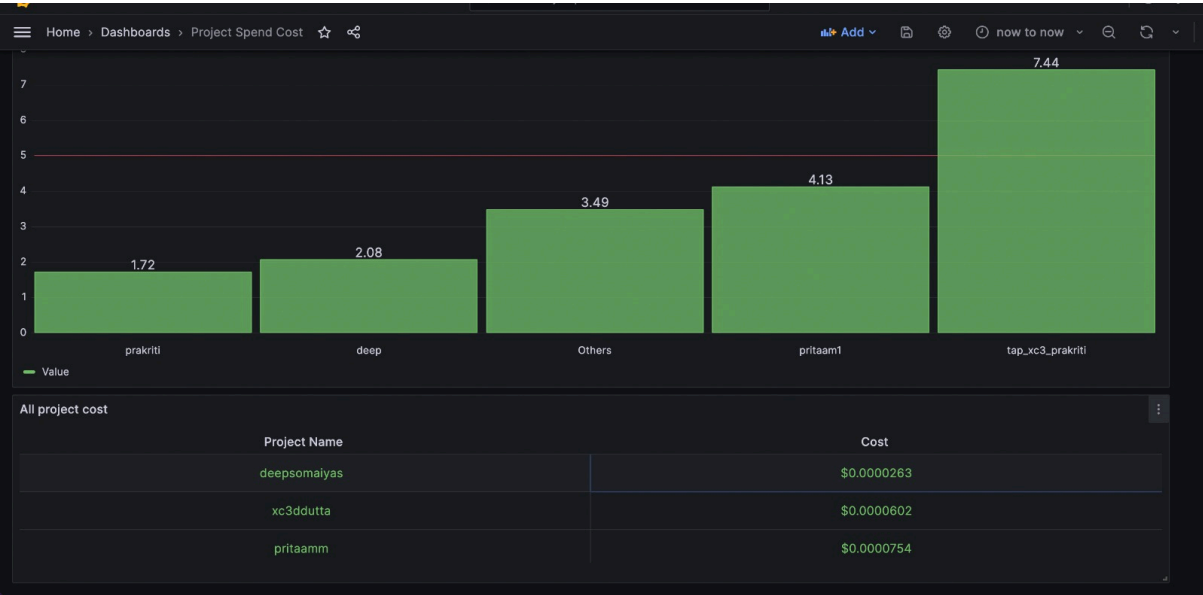 Home › Dashboards › Project Spend Cost
Add
now to now
7.44
7
6
5
4.13
4
3.49
3
2.08
2
1.72
1
0
prakriti deep Others pritaam1 tap_xc3_prakriti
Value
All project cost
Project Name Cost
deepsomaiyas $0.0000263
xc3ddutta $0.0000602
pritaamm $0.0000754